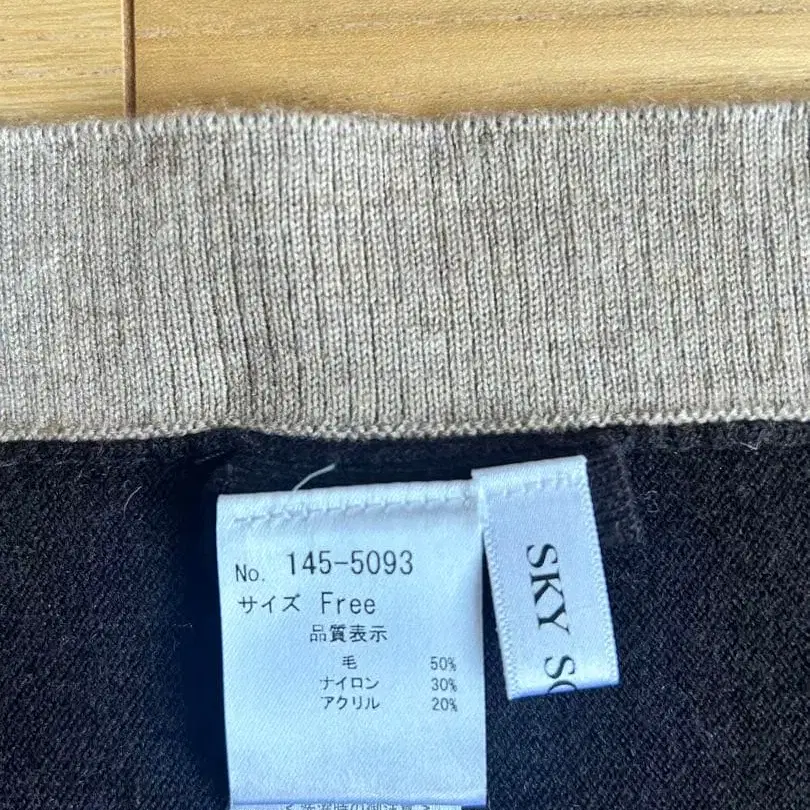 No. 145-5093
サイズ Free
品質表示
毛 50%
ナイロン 30%
アクリル 20%
SKY